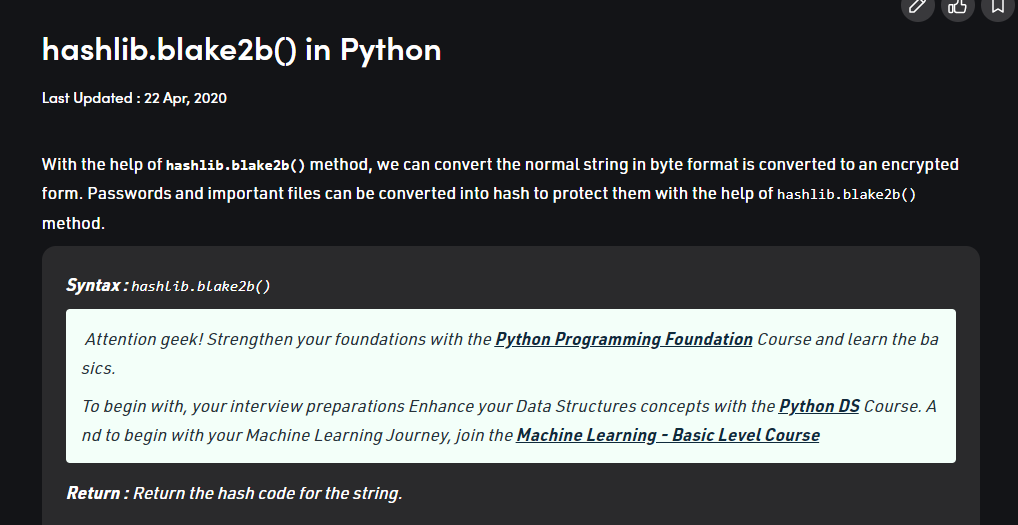 hashlib.blake2b() in Python
Last Updated : 22 Apr, 2020
With the help of hashlib.blake2b() method, we can convert the normal string in byte format is converted to an encrypted
form. Passwords and important files can be converted into hash to protect them with the help of hashlib.blake2b()
method.
Syntax : hashlib.blake2b()
Attention geek! Strengthen your foundations with the Python Programming Foundation Course and learn the ba
sics.
To begin with, your interview preparations Enhance your Data Structures concepts with the Python DS Course. A
nd to begin with your Machine Learning Journey, join the Machine Learning - Basic Level Course
Return : Return the hash code for the string.